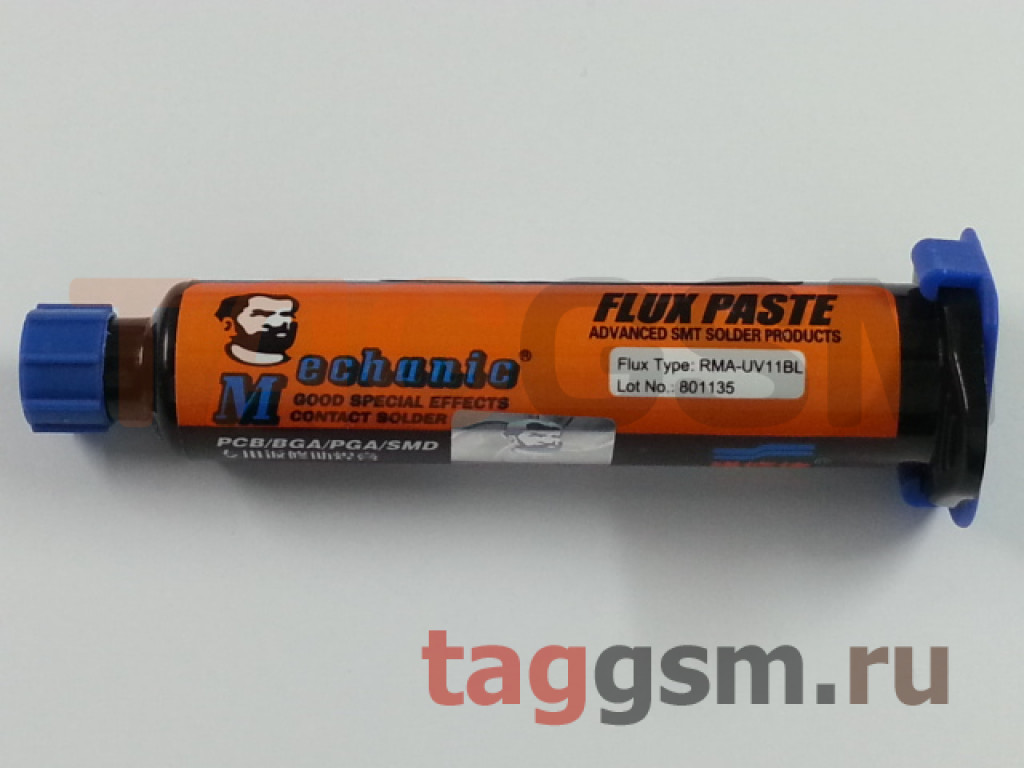 FLUX PASTE
ADVANCED SMT SOLDER PRODUCTS
Mechanic®
GOOD SPECIAL EFFECTS
CONTACT SOLDER
Flux Type: RMA-UV11BL
Lot No.: 801135
PCB/BGA/PGA/SMD
taggsm.ru